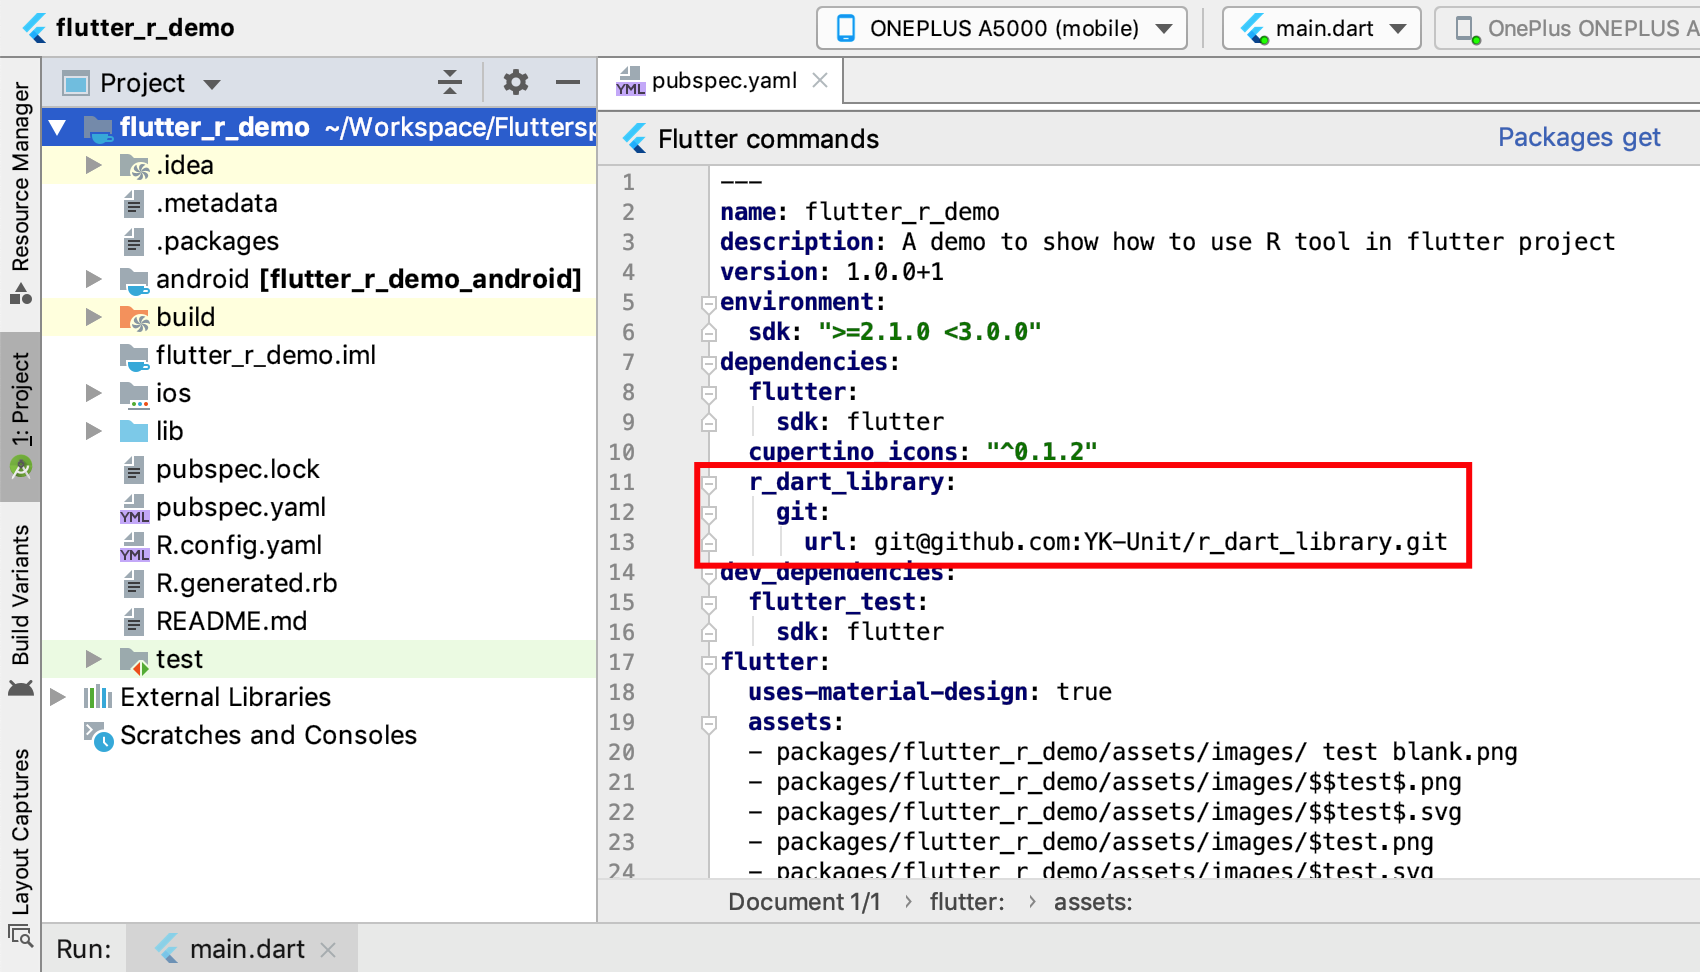 flutter_r_demo
ONEPLUS A5000 (mobile)
main.dart
OnePlus ONEPLUS A
Resource Manager
1: Project
Build Variants
Layout Captures
Project
flutter_r_demo ~/Workspace/Fluttersp
.idea
.metadata
.packages
android [flutter_r_demo_android]
build
flutter_r_demo.iml
ios
lib
pubspec.lock
YML pubspec.yaml
YML R.config.yaml
R.generated.rb
README.md
test
External Libraries
Scratches and Consoles
YML pubspec.yaml
Flutter commands
Packages get
1 ---
2 name: flutter_r_demo
3 description: A demo to show how to use R tool in flutter project
4 version: 1.0.0+1
5 environment:
6 sdk: ">=2.1.0 <3.0.0"
7 dependencies:
8 flutter:
9 sdk: flutter
10 cupertino_icons: "^0.1.2"
11 r_dart_library:
12 git:
13 url: git@github.com:YK-Unit/r_dart_library.git
14 dev_dependencies:
15 flutter_test:
16 sdk: flutter
17 flutter:
18 uses-material-design: true
19 assets:
20 - packages/flutter_r_demo/assets/images/ test blank.png
21 - packages/flutter_r_demo/assets/images/$$test$.png
22 - packages/flutter_r_demo/assets/images/$$test$.svg
23 - packages/flutter_r_demo/assets/images/$test.png
24 - packages/flutter_r_demo/assets/images/$test.svg
Document 1/1 › flutter: › assets:
Run: main.dart